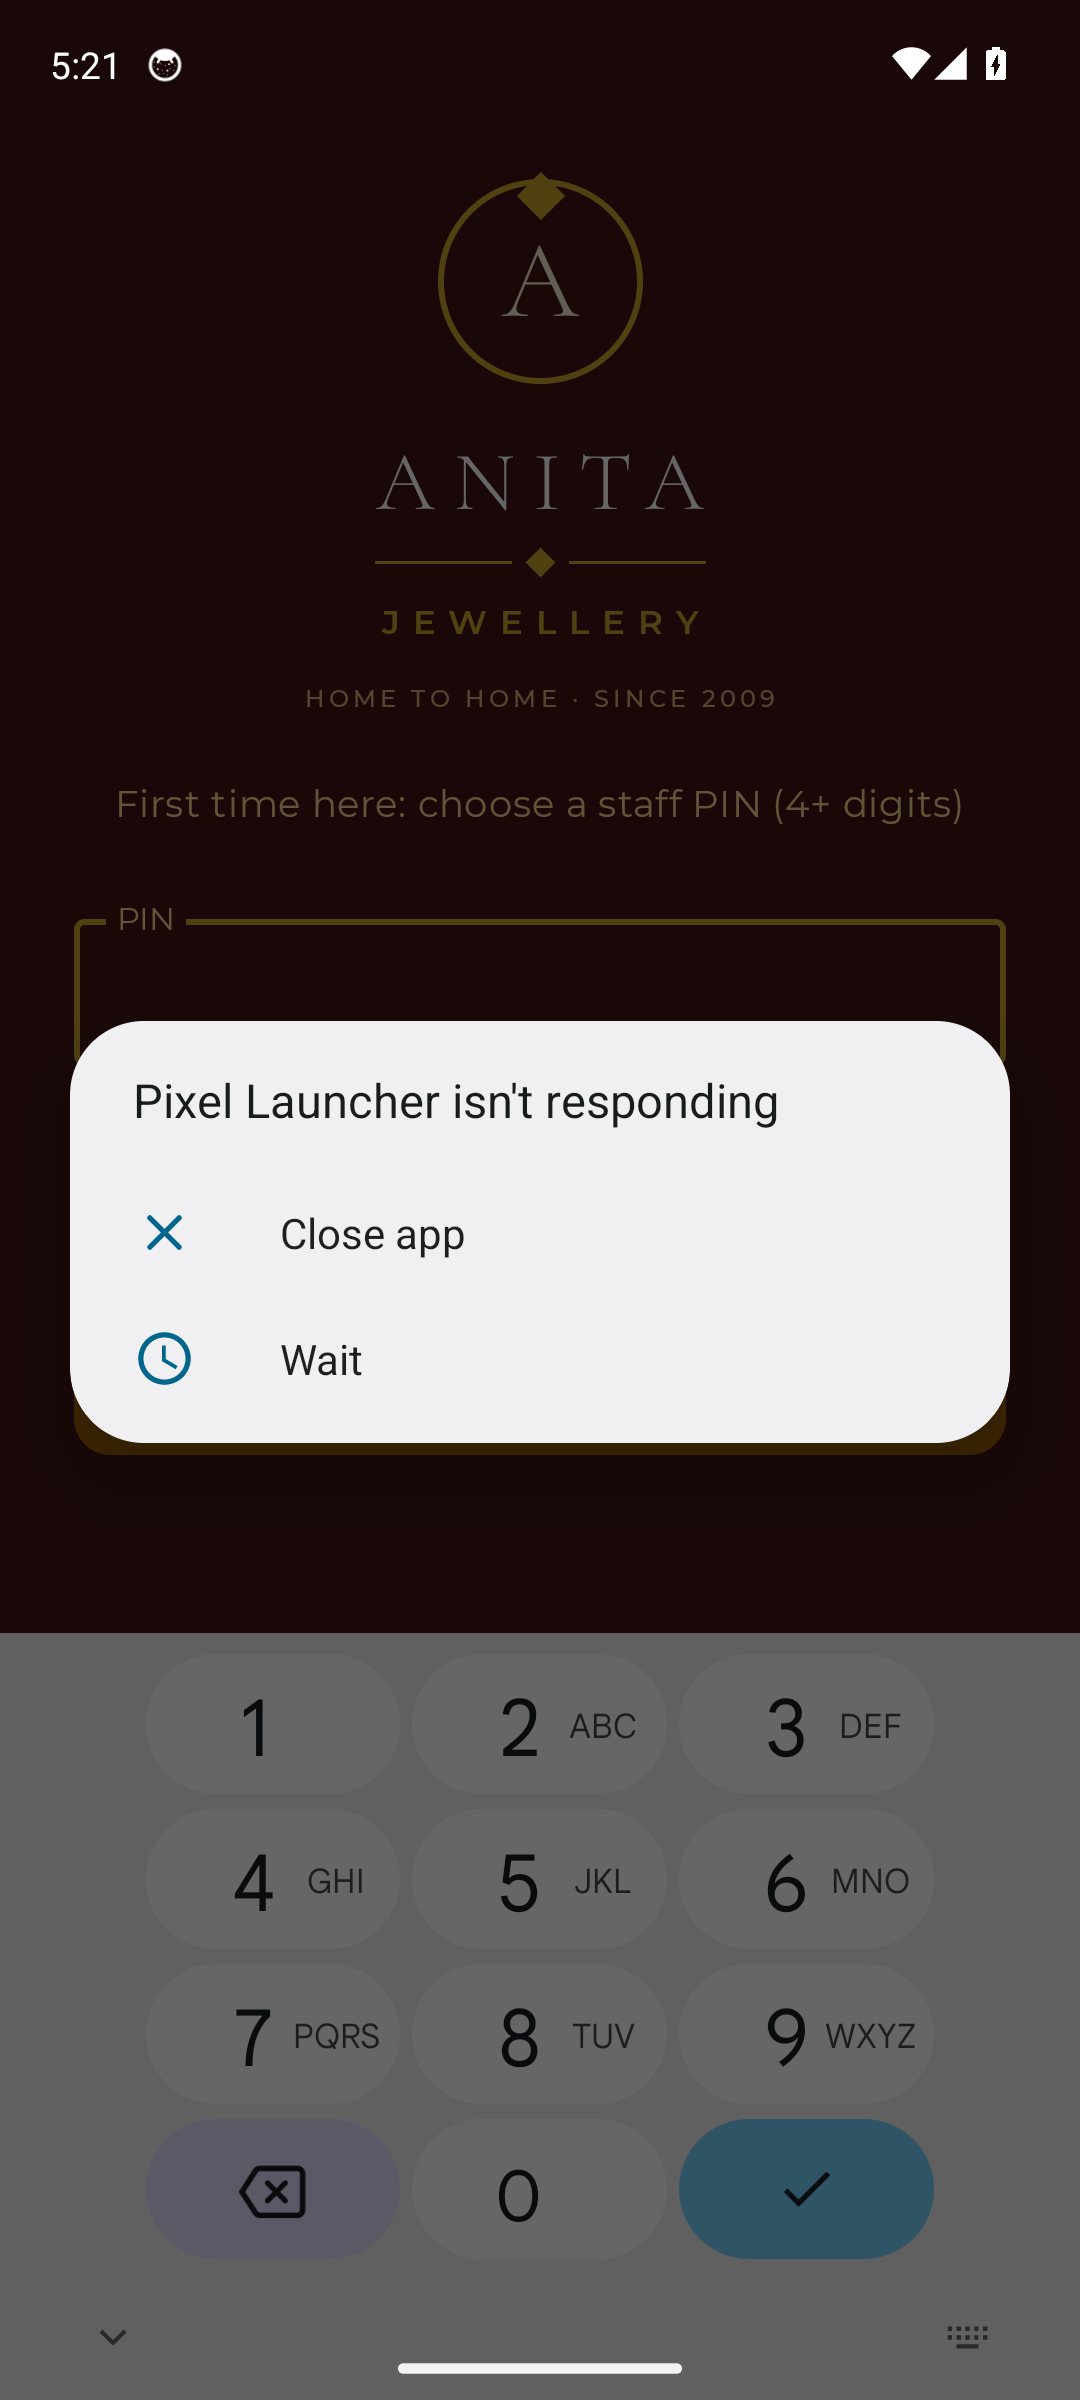 5:21
A
ANITA
JEWELLERY
HOME TO HOME · SINCE 2009
First time here: choose a staff PIN (4+ digits)
PIN
Pixel Launcher isn't responding
Close app
Wait
1
2 ABC
3 DEF
4 GHI
5 JKL
6 MNO
7 PQRS
8 TUV
9 WXYZ
0